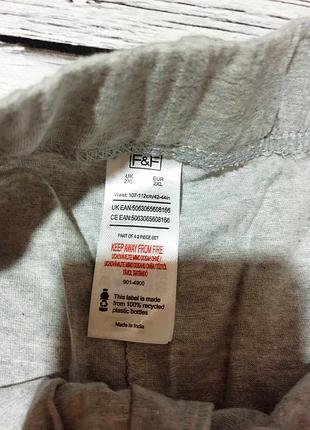 F&F
UK EUR
2XL 2XL
Waist: 107-112cm/42-44in
UK EAN:5063065608166
CE EAN:5063065608166
PART OF A 2 PIECE SET
KEEP AWAY FROM FIRE
TÁVOL TARTANDÓ
901-4900
This label is made
from 100% recycled
plastic bottles
Made in India